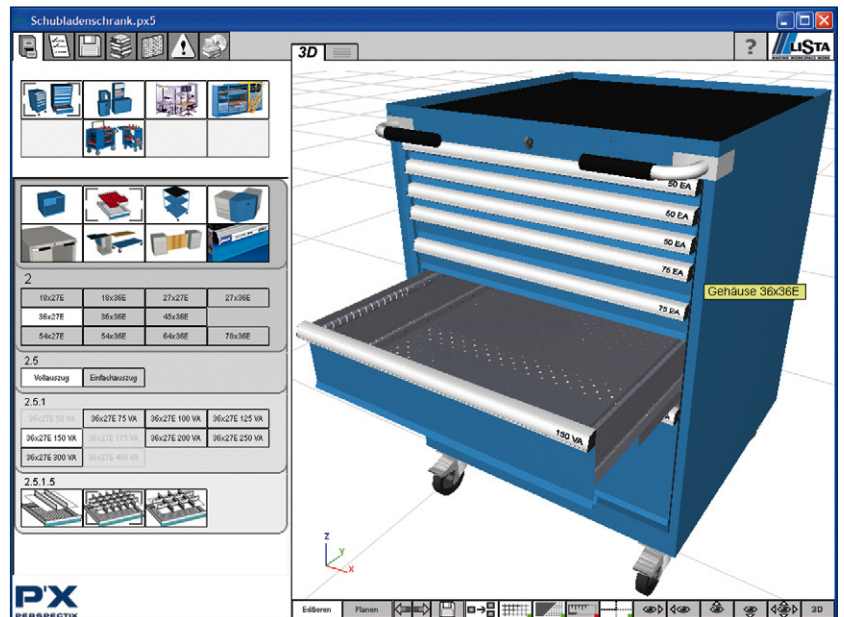 Schubladenschrank.px5
3D
?
LISTA
MAKING WORKSPACE WORK
2
18x27E 18x36E 27x27E 27x36E
36x27E 36x36E 45x36E
54x27E 54x36E 64x36E 78x36E
2.5
Vollauszug Einfachauszug
2.5.1
36x27E 50 VA 36x27E 75 VA 36x27E 100 VA 36x27E 125 VA
36x27E 150 VA 36x27E 175 VA 36x27E 200 VA 36x27E 250 VA
36x27E 300 VA 36x27E 400 VA
2.5.1.5
50 EA
50 EA
50 EA
75 EA
75 EA
Gehäuse 36x36E
150 VA
Z
Y
X
P'X
PERSPECTIX
Editieren Planen 3D